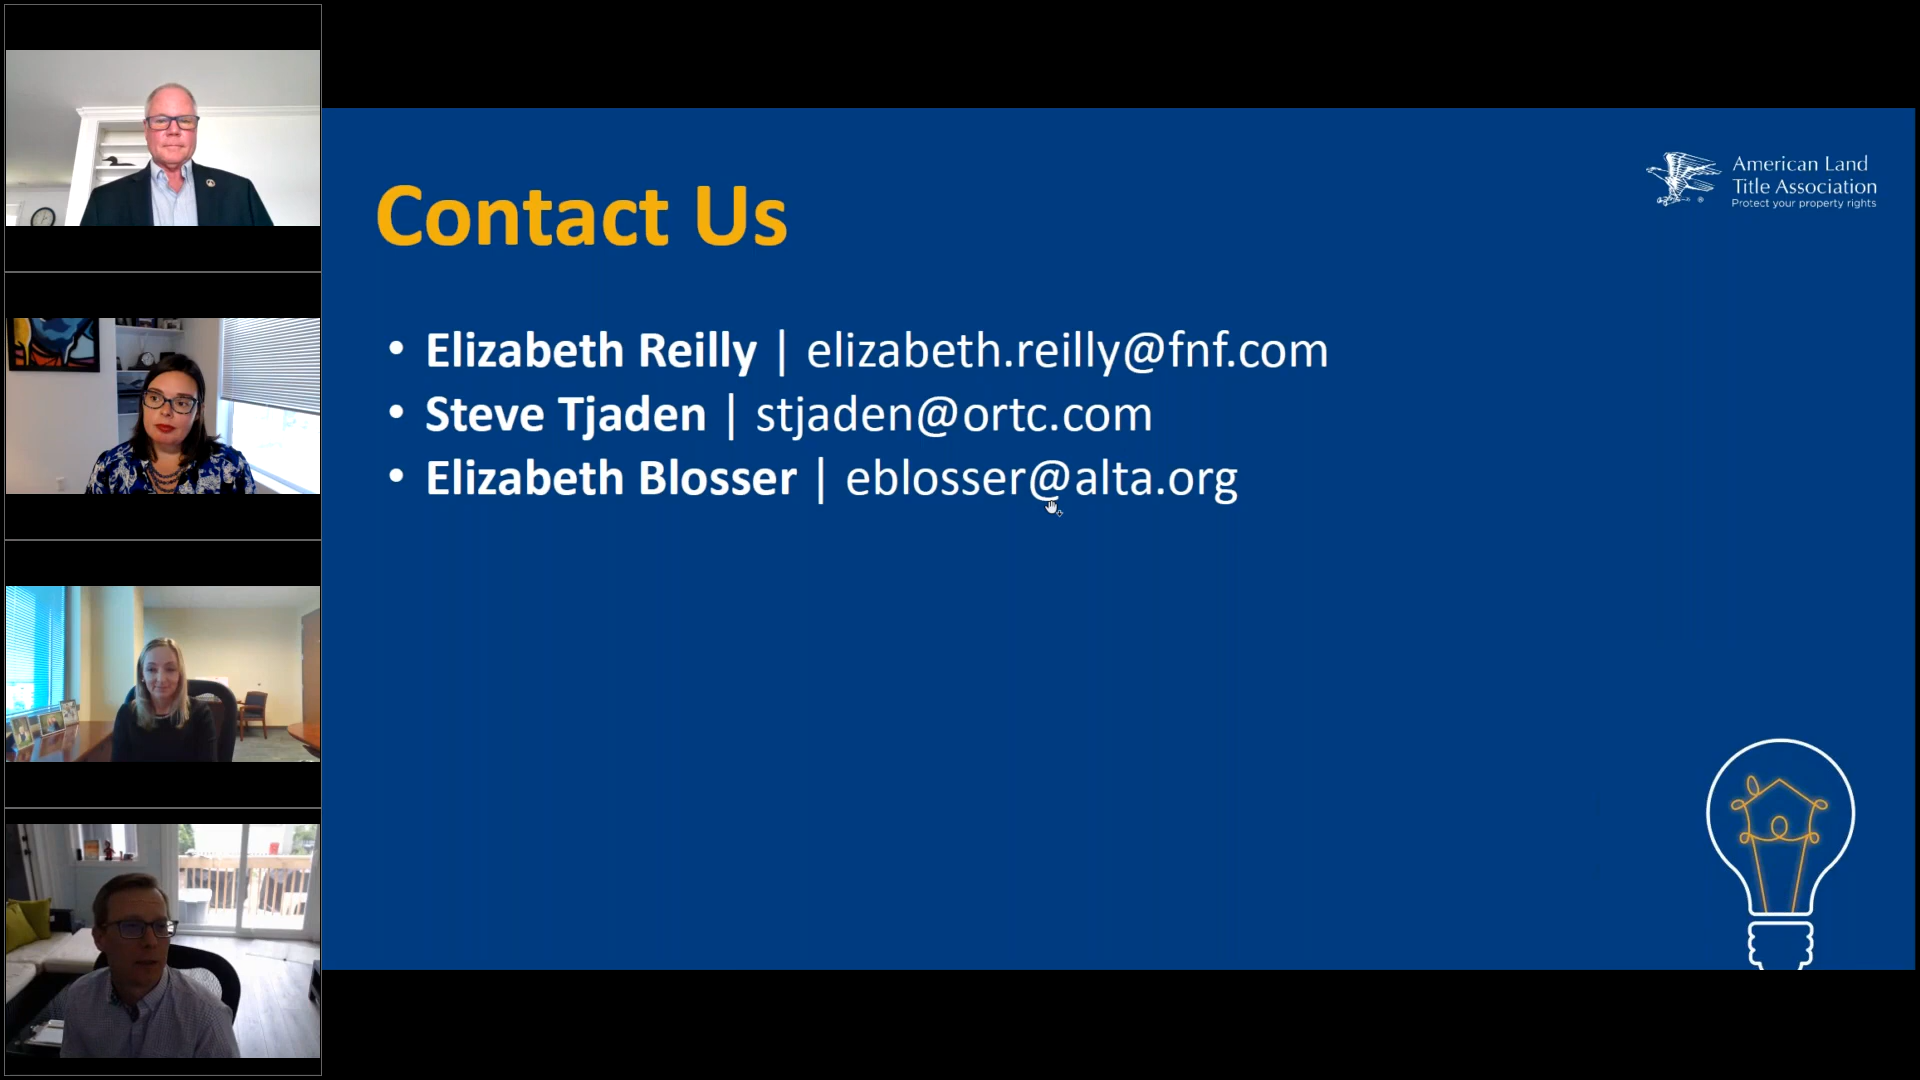 Contact Us
American Land
Title Association
Protect your property rights
®
• Elizabeth Reilly | elizabeth.reilly@fnf.com
• Steve Tjaden | stjaden@ortc.com
• Elizabeth Blosser | eblosser@alta.org